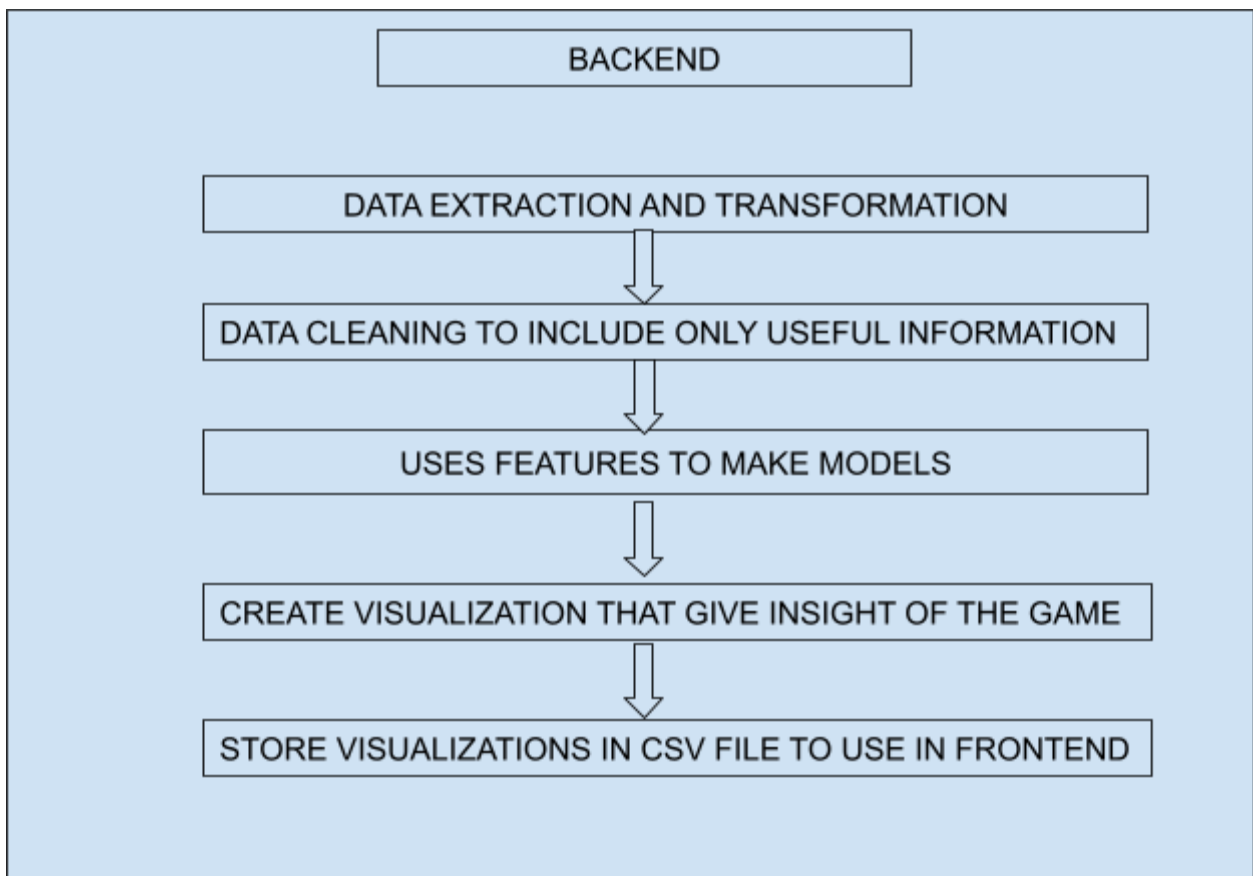 BACKEND
DATA EXTRACTION AND TRANSFORMATION
DATA CLEANING TO INCLUDE ONLY USEFUL INFORMATION
USES FEATURES TO MAKE MODELS
CREATE VISUALIZATION THAT GIVE INSIGHT OF THE GAME
STORE VISUALIZATIONS IN CSV FILE TO USE IN FRONTEND